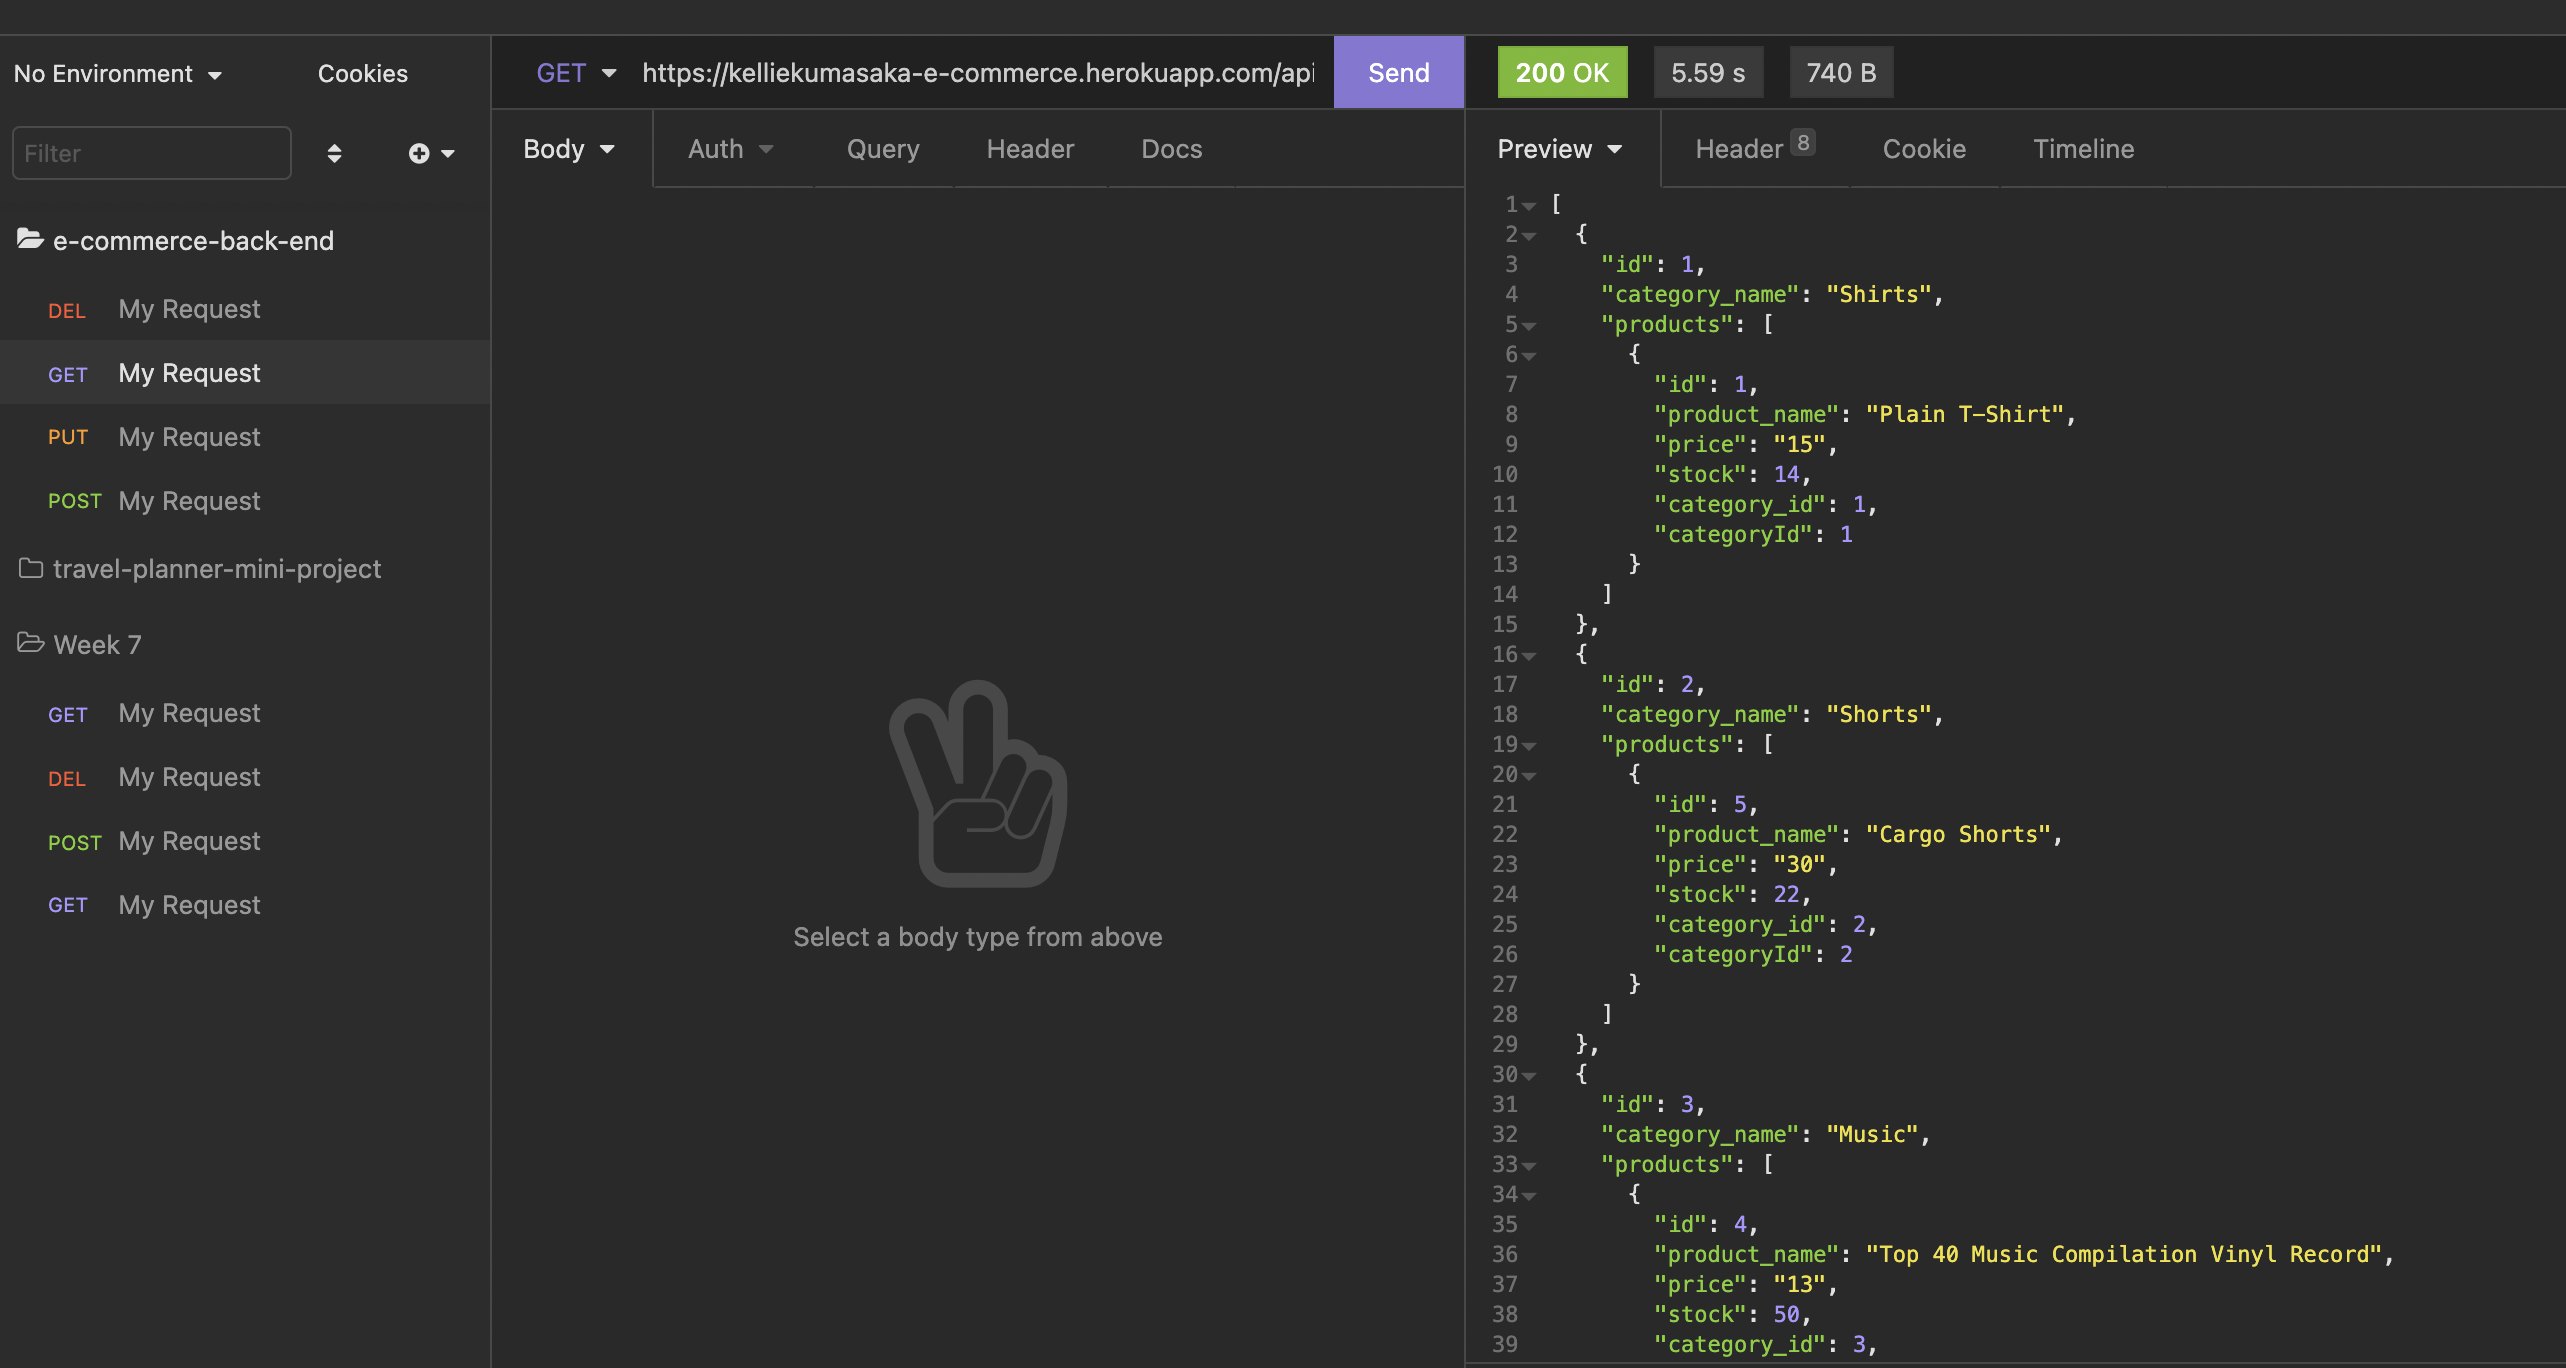 No Environment
Cookies
Filter
e-commerce-back-end
DEL My Request
GET My Request
PUT My Request
POST My Request
travel-planner-mini-project
Week 7
GET My Request
DEL My Request
POST My Request
GET My Request
GET https://kelliekumasaka-e-commerce.herokuapp.com/api Send
Body Auth Query Header Docs
Select a body type from above
200 OK 5.59 s 740 B
Preview Header 8 Cookie Timeline
1 [
2 {
3 "id": 1,
4 "category_name": "Shirts",
5 "products": [
6 {
7 "id": 1,
8 "product_name": "Plain T-Shirt",
9 "price": "15",
10 "stock": 14,
11 "category_id": 1,
12 "categoryId": 1
13 }
14 ]
15 },
16 {
17 "id": 2,
18 "category_name": "Shorts",
19 "products": [
20 {
21 "id": 5,
22 "product_name": "Cargo Shorts",
23 "price": "30",
24 "stock": 22,
25 "category_id": 2,
26 "categoryId": 2
27 }
28 ]
29 },
30 {
31 "id": 3,
32 "category_name": "Music",
33 "products": [
34 {
35 "id": 4,
36 "product_name": "Top 40 Music Compilation Vinyl Record",
37 "price": "13",
38 "stock": 50,
39 "category_id": 3,